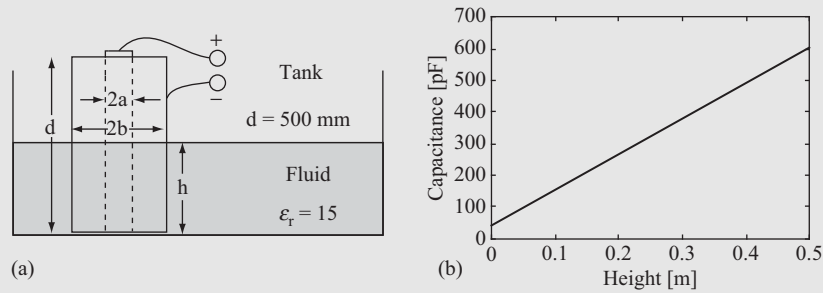 +
−
2a
2b
d
h
Tank
d = 500 mm
Fluid
εr = 15
(a)
700
600
500
400
300
200
100
0
0 0.1 0.2 0.3 0.4 0.5
Capacitance [pF]
Height [m]
(b)